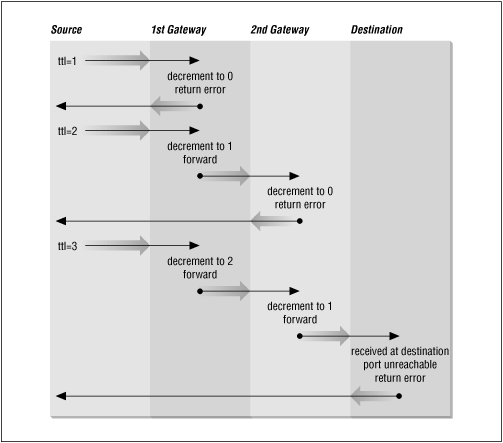 Source 1st Gateway 2nd Gateway Destination
ttl=1
decrement to 0
return error
ttl=2
decrement to 1
forward
decrement to 0
return error
ttl=3
decrement to 2
forward
decrement to 1
forward
received at destination
port unreachable
return error